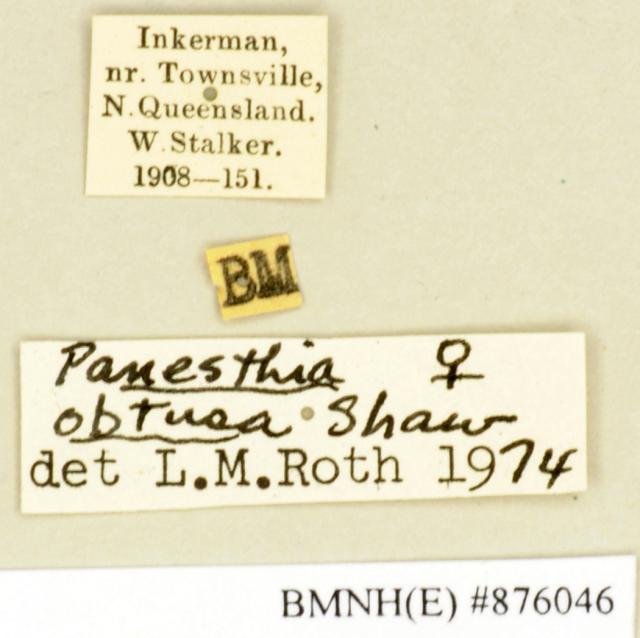 Inkerman,
nr. Townsville,
N. Queensland.
W. Stalker.
1908—151.
BM
Panesthia ♀
obtusa Shaw
det L.M.Roth 1974
BMNH(E) #876046